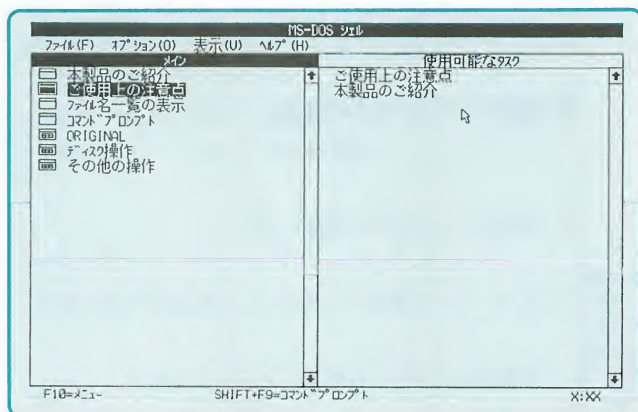 MS-DOS シェル
ファイル(F) オプション(O) 表示(V) ヘルプ(H)
メイン
本製品のご紹介
ご使用上の注意点
ファイル名一覧の表示
コマンドプロンプト
ORIGINAL
ディスク操作
その他の操作
使用可能なタスク
ご使用上の注意点
本製品のご紹介
F10=メニュー SHIFT+F9=コマンドプロンプト X:XX